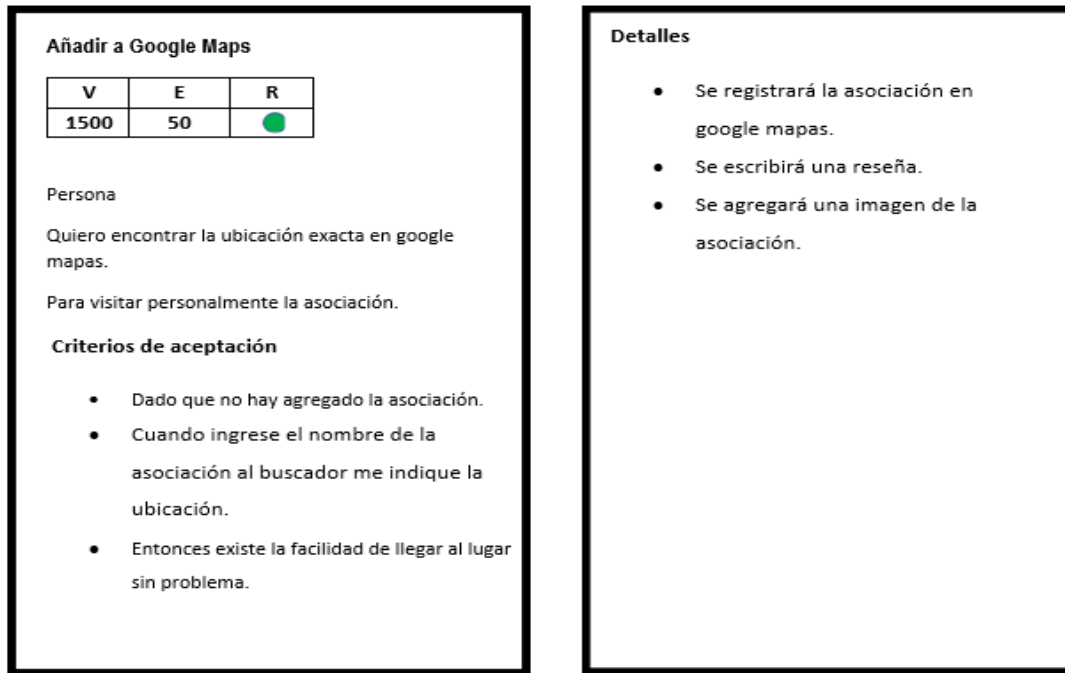 Añadir a Google Maps
V E R
1500 50
Persona
Quiero encontrar la ubicación exacta en google
mapas.
Para visitar personalmente la asociación.
Criterios de aceptación
• Dado que no hay agregado la asociación.
• Cuando ingrese el nombre de la
asociación al buscador me indique la
ubicación.
• Entonces existe la facilidad de llegar al lugar
sin problema.
Detalles
• Se registrará la asociación en
google mapas.
• Se escribirá una reseña.
• Se agregará una imagen de la
asociación.